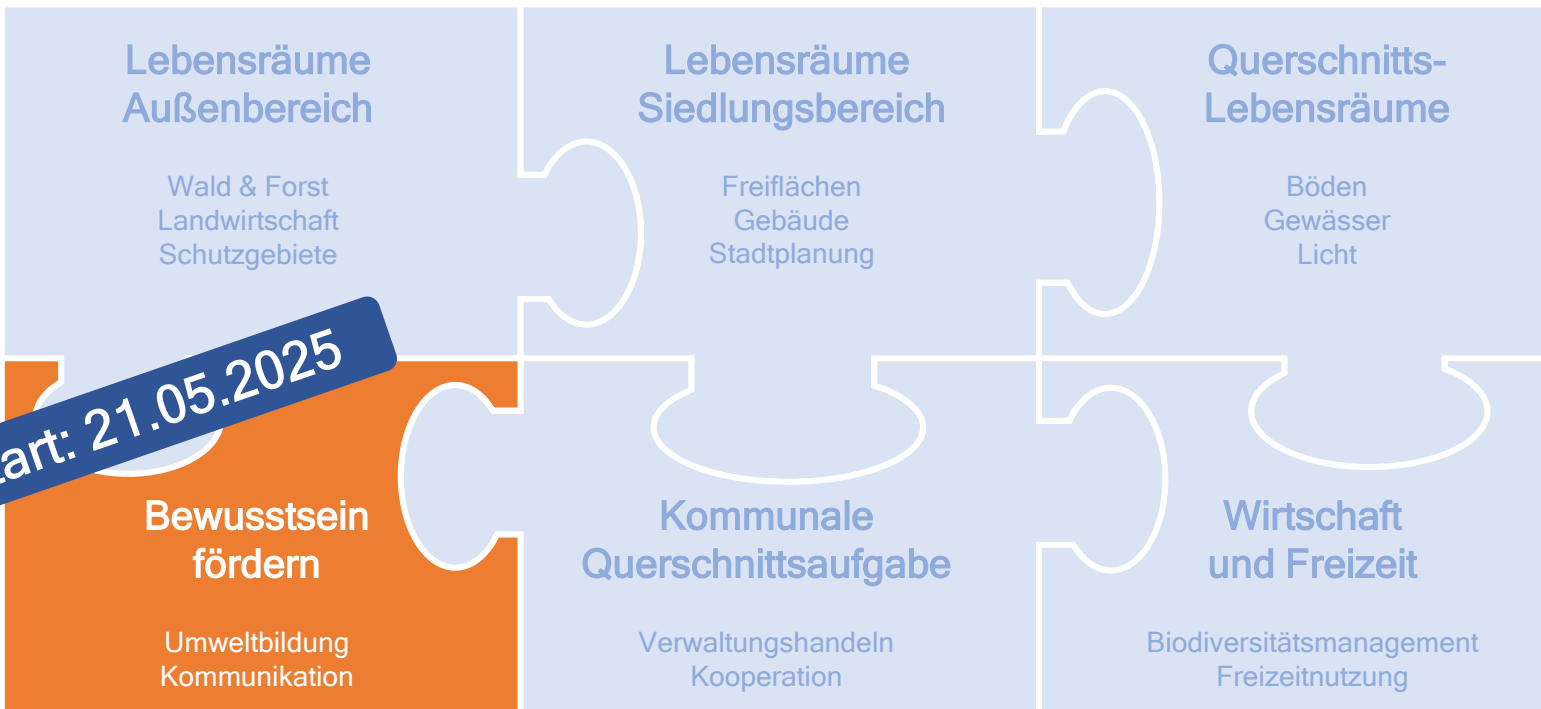 Lebensräume
Außenbereich
Wald & Forst
Landwirtschaft
Schutzgebiete
Lebensräume
Siedlungsbereich
Freiflächen
Gebäude
Stadtplanung
Querschnitts-
Lebensräume
Böden
Gewässer
Licht
art: 21.05.2025
Bewusstsein
fördern
Umweltbildung
Kommunikation
Kommunale
Querschnittsaufgabe
Verwaltungshandeln
Kooperation
Wirtschaft
und Freizeit
Biodiversitätsmanagement
Freizeitnutzung